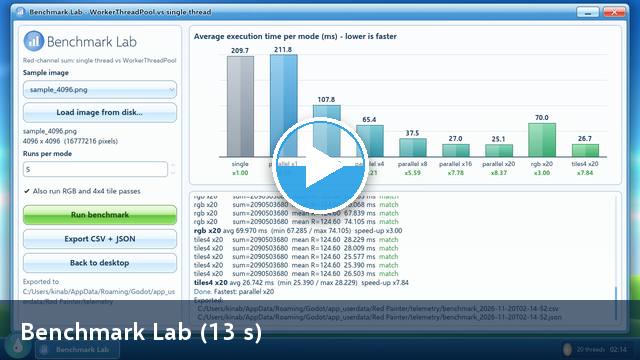 Benchmark Lab - WorkerThreadPool vs single thread
Benchmark Lab
Red-channel sum: single thread vs WorkerThreadPool
Sample image
sample_4096.png
Load image from disk...
sample_4096.png
4096 x 4096 (16777216 pixels)
Runs per mode
5
Also run RGB and 4x4 tile passes
Run benchmark
Export CSV + JSON
Back to desktop
Exported to
C:/Users/kinab/AppData/Roaming/Godot/app_us
erdata/Red Painter/telemetry
Average execution time per mode (ms) - lower is faster
209.7 211.8 107.8 65.4 37.5 27.0 25.1 70.0 26.7
single parallel x1 parallel x4 parallel x8 parallel x16 parallel x20 rgb x20 tiles4 x20
x1.00 x5.59 x7.78 x8.37 x3.00 x7.84
rgb x20 sum=2090503680 match
rgb x20 sum=2090503680 mean R=124.60 67.839 ms match
rgb x20 sum=2090503680 mean R=124.60 74.105 ms match
rgb x20 avg 69.970 ms (min 67.285 / max 74.105) speed-up x3.00
tiles4 x20 sum=2090503680 mean R=124.60 28.229 ms match
tiles4 x20 sum=2090503680 mean R=124.60 28.009 ms match
tiles4 x20 sum=2090503680 mean R=124.60 25.577 ms match
tiles4 x20 sum=2090503680 mean R=124.60 25.390 ms match
tiles4 x20 sum=2090503680 mean R=124.60 26.503 ms match
tiles4 x20 avg 26.742 ms (min 25.390 / max 28.229) speed-up x7.84
Done. Fastest: parallel x20
Exported:
C:/Users/kinab/AppData/Roaming/Godot/app_userdata/Red Painter/telemetry/benchmark_2026-11-20T02-14-52.csv
C:/Users/kinab/AppData/Roaming/Godot/app_userdata/Red Painter/telemetry/benchmark_2026-11-20T02-14-52.json
Benchmark Lab (13 s)
Benchmark Lab
20 threads 02:14